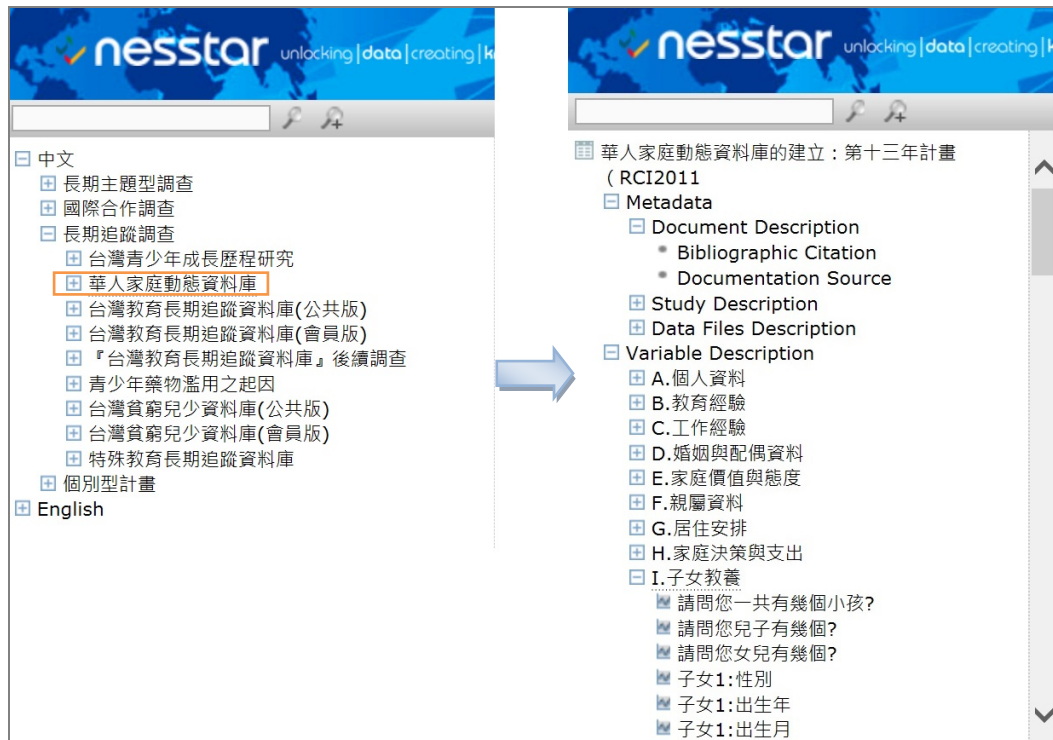 nesstar unlocking|data|creating|k
中文
長期主題型調查
國際合作調查
長期追蹤調查
台灣青少年成長歷程研究
華人家庭動態資料庫
台灣教育長期追蹤資料庫(公共版)
台灣教育長期追蹤資料庫(會員版)
『台灣教育長期追蹤資料庫』後續調查
青少年藥物濫用之起因
台灣貧窮兒少資料庫(公共版)
台灣貧窮兒少資料庫(會員版)
特殊教育長期追蹤資料庫
個別型計畫
English
nesstar unlocking|data|creating|k
華人家庭動態資料庫的建立：第十三年計畫
（RCI2011
Metadata
Document Description
Bibliographic Citation
Documentation Source
Study Description
Data Files Description
Variable Description
A.個人資料
B.教育經驗
C.工作經驗
D.婚姻與配偶資料
E.家庭價值與態度
F.親屬資料
G.居住安排
H.家庭決策與支出
I.子女教養
請問您一共有幾個小孩?
請問您兒子有幾個?
請問您女兒有幾個?
子女1:性別
子女1:出生年
子女1:出生月